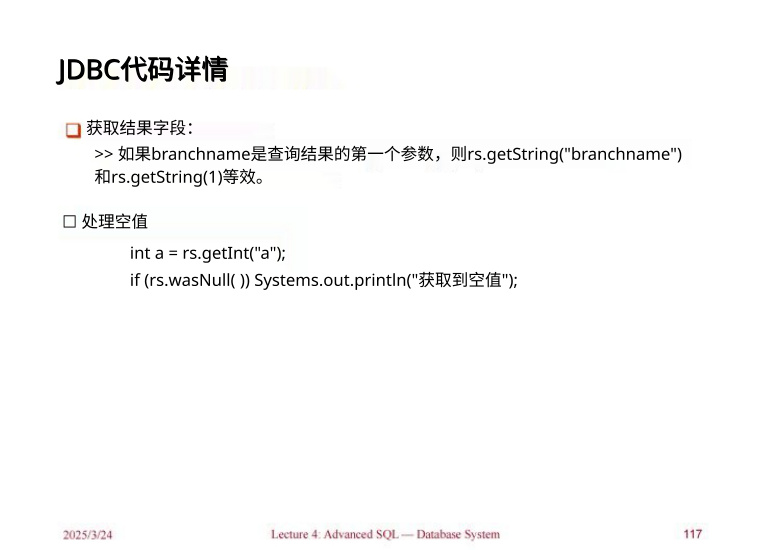 JDBC代码详情
❑ 获取结果字段：
>> 如果branchname是查询结果的第一个参数，则rs.getString("branchname")
和rs.getString(1)等效。
☐ 处理空值
int a = rs.getInt("a");
if (rs.wasNull( )) Systems.out.println("获取到空值");
2025/3/24
Lecture 4: Advanced SQL — Database System
117